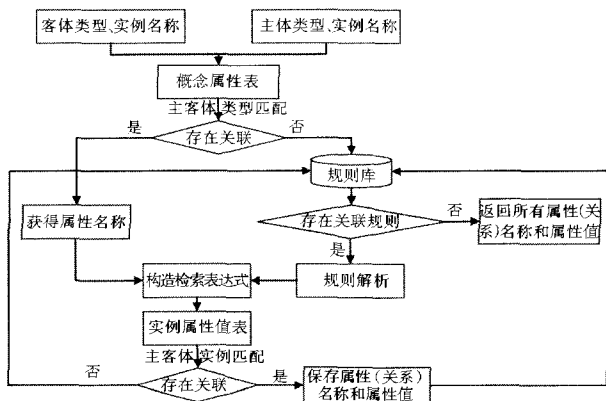 客体类型、实例名称
主体类型、实例名称
概念属性表
主客体 类型匹配
是
存在关联
否
规则库
获得属性名称
存在关联规则
否
返回所有属性(关
系)名称和属性值
是
构造检索表达式
规则解析
实例属性值表
主客体 实例匹配
否
存在关联
是
保存属性(关系)
名称和属性值